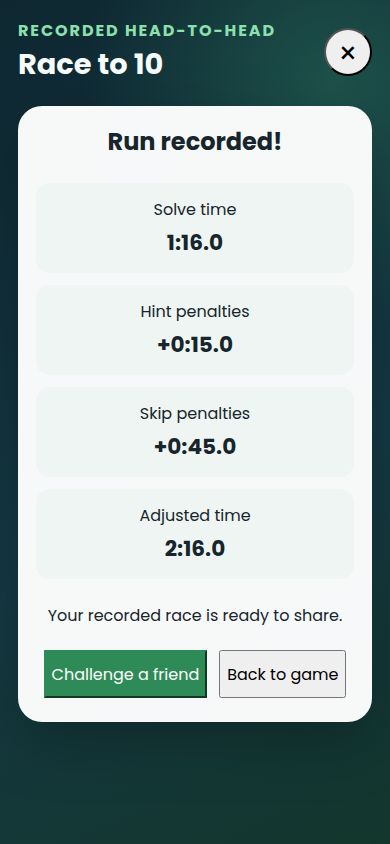 RECORDED HEAD-TO-HEAD
Race to 10
×
Run recorded!
Solve time
1:16.0
Hint penalties
+0:15.0
Skip penalties
+0:45.0
Adjusted time
2:16.0
Your recorded race is ready to share.
Challenge a friend
Back to game